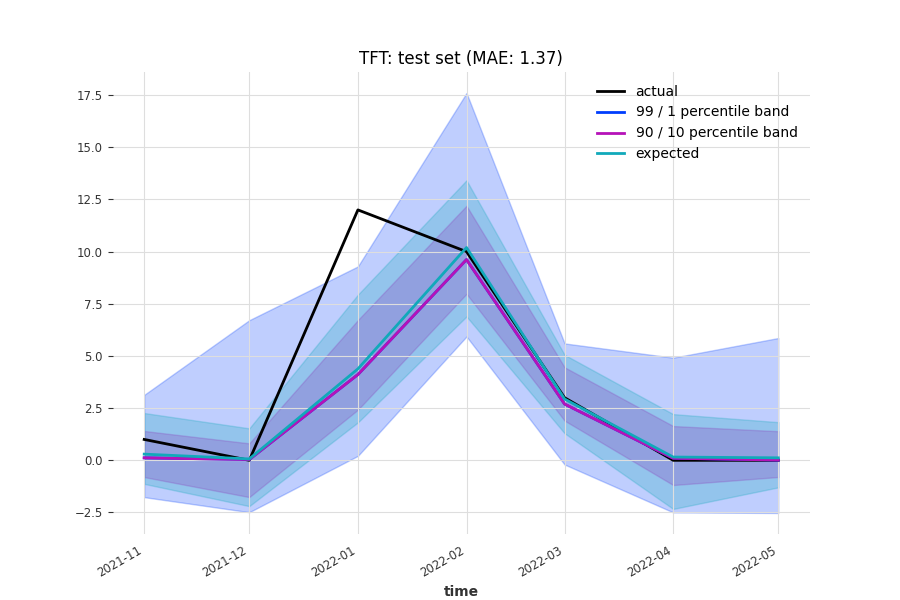 TFT: test set (MAE: 1.37)
actual
99 / 1 percentile band
90 / 10 percentile band
expected
17.5
15.0
12.5
10.0
7.5
5.0
2.5
0.0
−2.5
2021-11
2021-12
2022-01
2022-02
2022-03
2022-04
2022-05
time